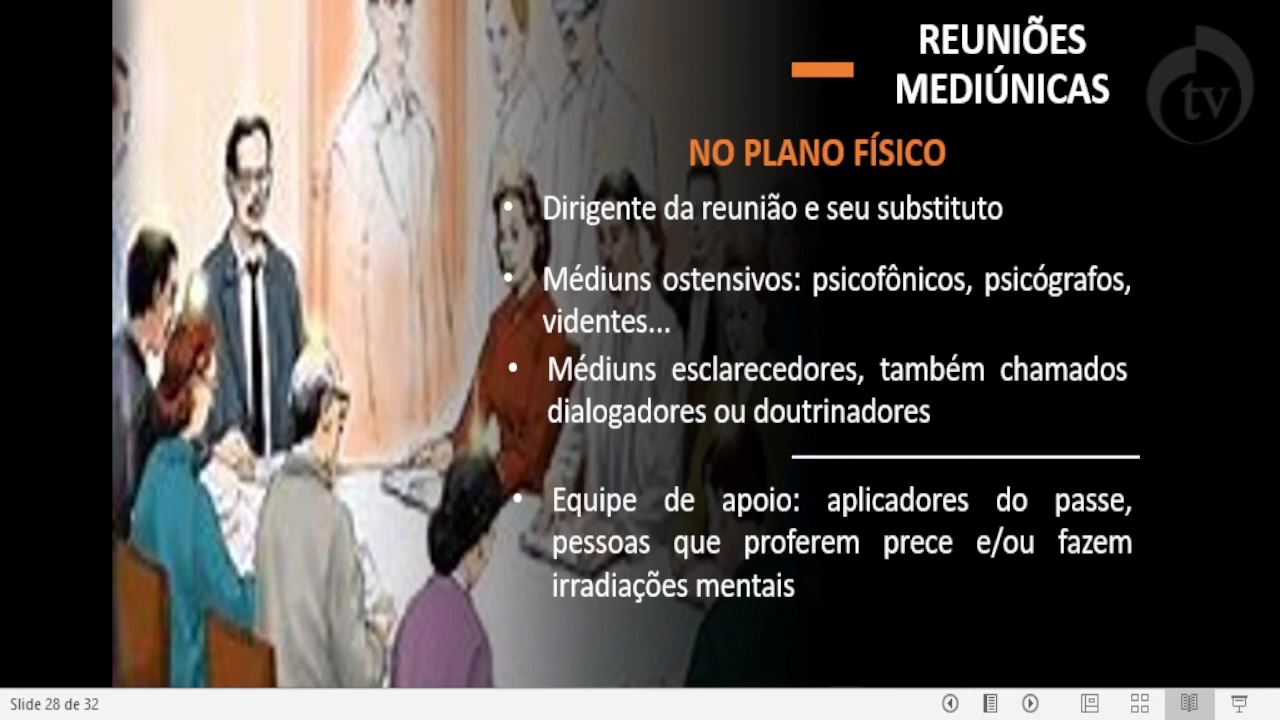 REUNIÕES
MEDIÚNICAS
tv
NO PLANO FÍSICO
• Dirigente da reunião e seu substituto
• Médiuns ostensivos: psicofônicos, psicógrafos,
videntes...
• Médiuns esclarecedores, também chamados
dialogadores ou doutrinadores
• Equipe de apoio: aplicadores do passe,
pessoas que proferem prece e/ou fazem
irradiações mentais
Slide 28 de 32